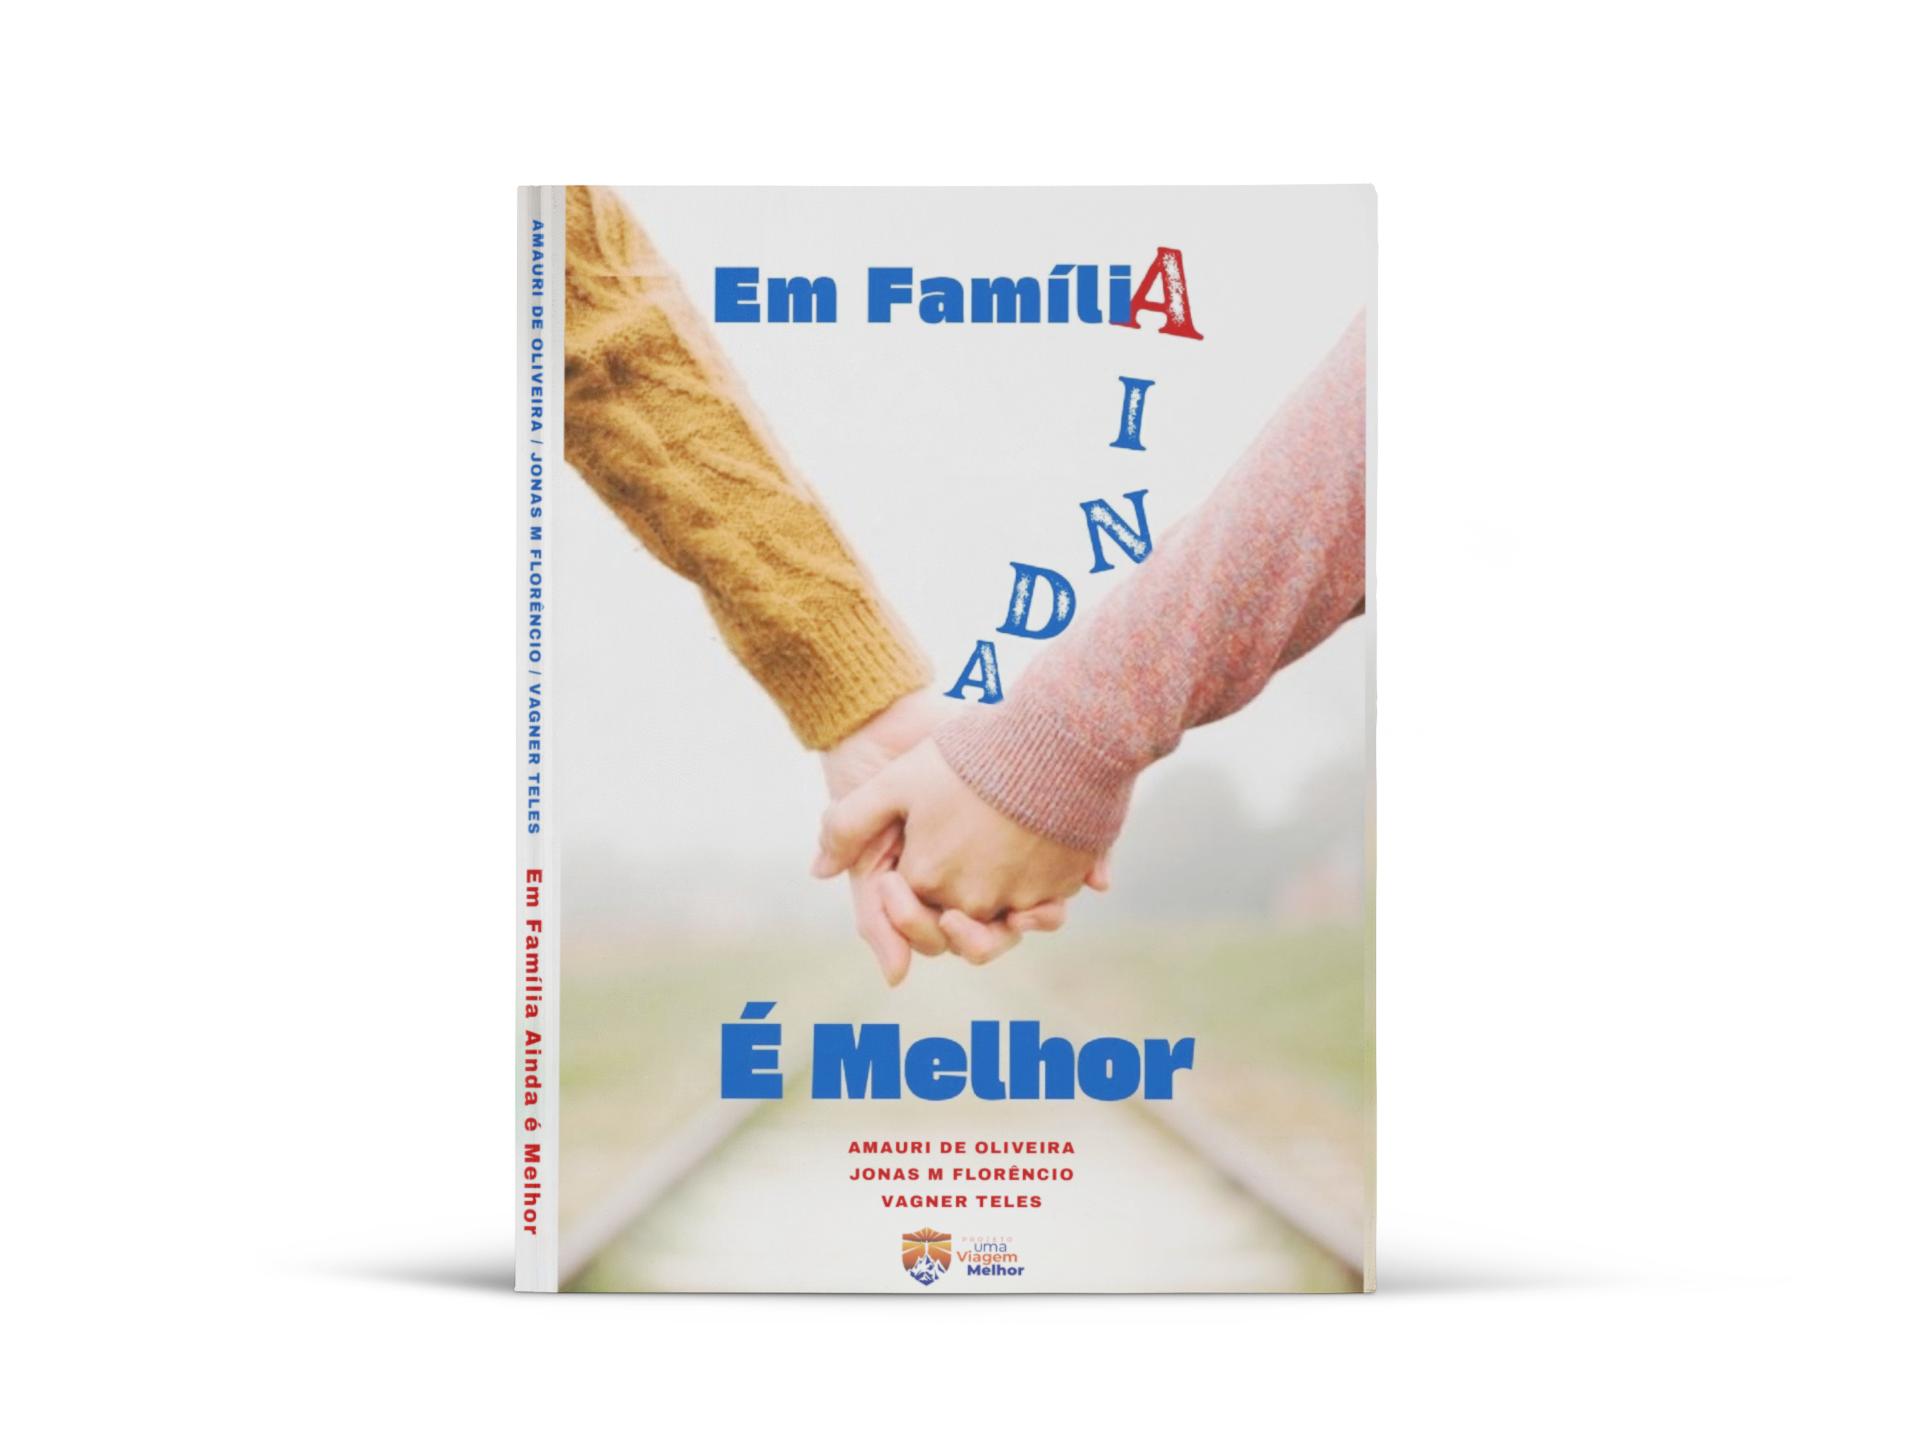 AMAURI DE OLIVEIRA / JONAS M FLORÊNCIO / VAGNER TELES Em Família Ainda é Melhor
Em FamíliA
I
N
D
A
É Melhor
AMAURI DE OLIVEIRA
JONAS M FLORÊNCIO
VAGNER TELES
PROJETO
uma
Viagem
Melhor